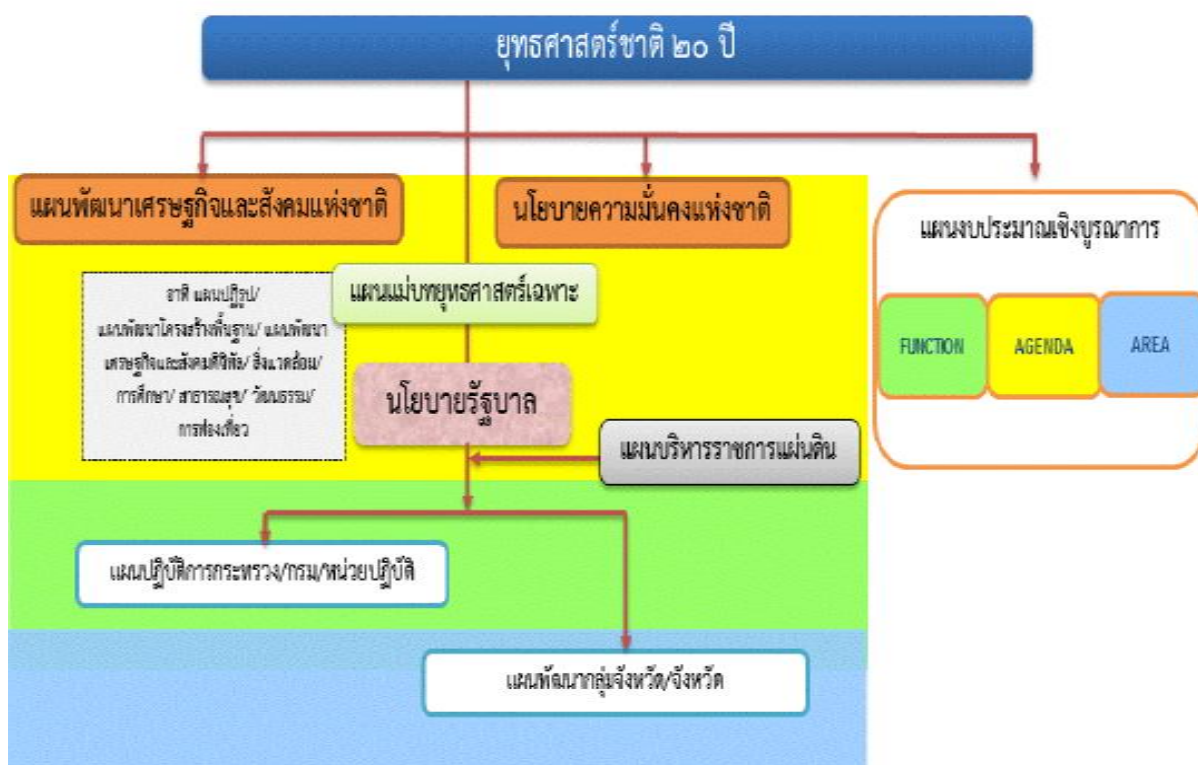 ยุทธศาสตร์ชาติ ๒๐ ปี
แผนพัฒนาเศรษฐกิจและสังคมแห่งชาติ
นโยบายความมั่นคงแห่งชาติ
แผนงบประมาณเชิงบูรณาการ
แผนแม่บทยุทธศาสตร์เฉพาะ
อาทิ แผนปฏิรูป/
แผนพัฒนาโครงสร้างพื้นฐาน/ แผนพัฒนา
เศรษฐกิจและสังคมดิจิทัล/ สิ่งแวดล้อม/
การศึกษา/ สาธารณสุข/ วัฒนธรรม/
การท่องเที่ยว
FUNCTION
AGENDA
AREA
นโยบายรัฐบาล
แผนบริหารราชการแผ่นดิน
แผนปฏิบัติการกระทรวง/กรม/หน่วยปฏิบัติ
แผนพัฒนากลุ่มจังหวัด/จังหวัด